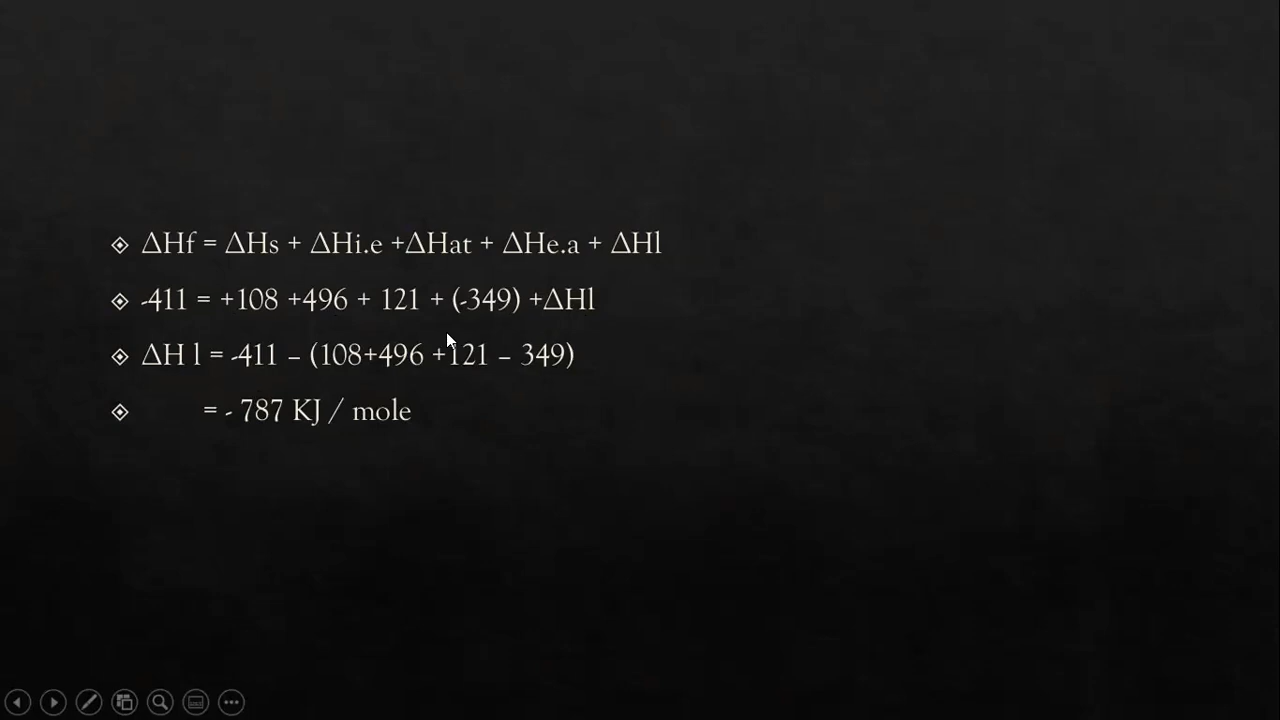 ΔHf = ΔHs + ΔHi.e +ΔHat + ΔHe.a + ΔHl
-411 = +108 +496 + 121 + (-349) +ΔHl
ΔH l = -411 – (108+496 +121 – 349)
= - 787 KJ / mole